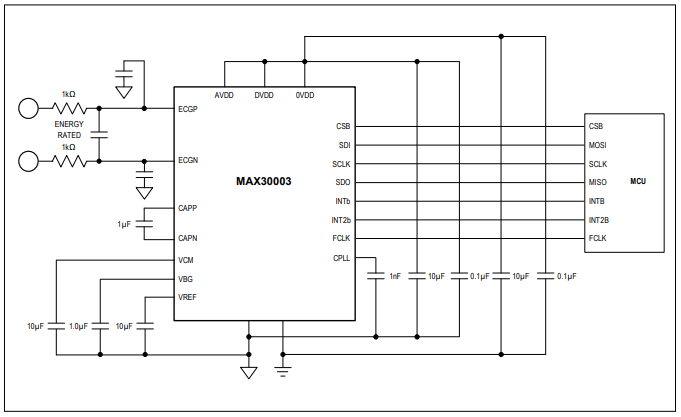 AVDD DVDD 0VDD
1kΩ
ECGP
ENERGY
RATED
1kΩ
ECGN
CAPP
1µF
CAPN
VCM
VBG
VREF
10µF 1.0µF 10µF
MAX30003
CSB CSB
SDI MOSI
SCLK SCLK
SDO MISO
INTb INTB
INT2b INT2B
FCLK FCLK
MCU
CPLL
1nF 10µF 0.1µF 10µF 0.1µF